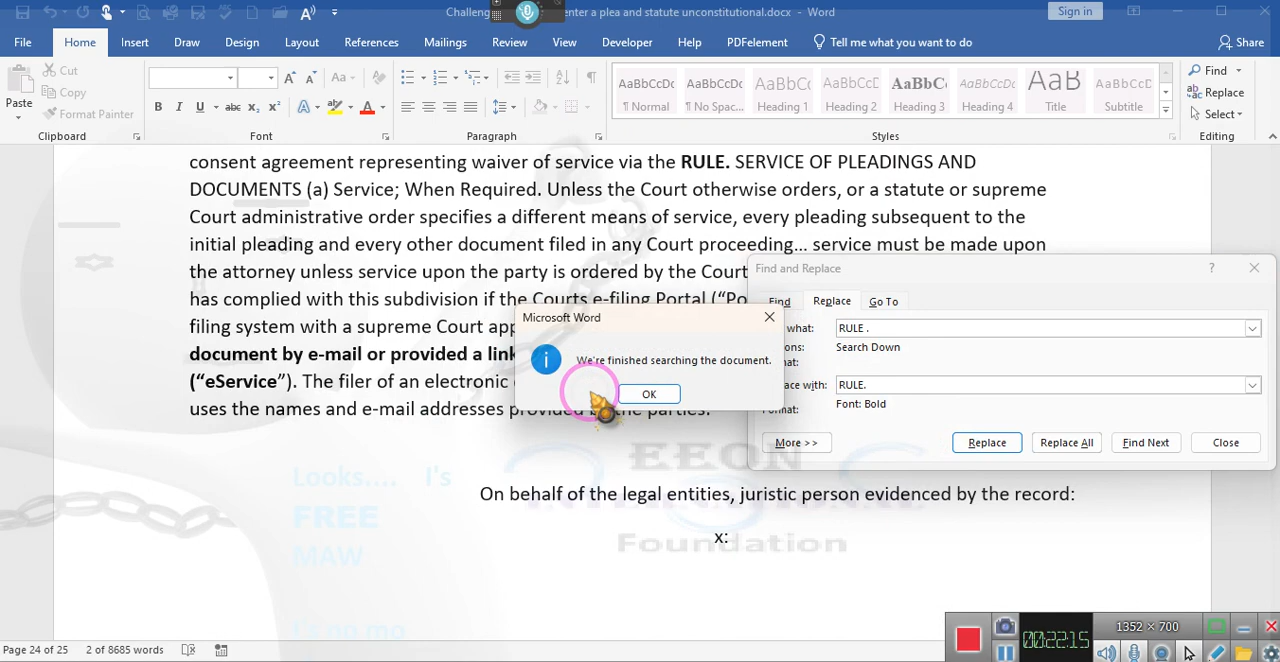 Challeng
enter a plea and statute unconstitutional.docx - Word
Sign in
File
Home
Insert
Draw
Design
Layout
References
Mailings
Review
View
Developer
Help
PDFelement
Tell me what you want to do
Share
Paste
Cut
Copy
Format Painter
Clipboard
Font
Paragraph
AaBbCcDc
¶ Normal
AaBbCcDc
¶ No Spac...
AaBbCcD
Heading 1
AaBbCcD
Heading 2
AaBbCc
Heading 3
AaBbCcDc
Heading 4
AaB
Title
AaBbCcD
Subtitle
Styles
Find
Replace
Select
Editing
consent agreement representing waiver of service via the RULE. SERVICE OF PLEADINGS AND
DOCUMENTS (a) Service; When Required. Unless the Court otherwise orders, or a statute or supreme
Court administrative order specifies a different means of service, every pleading subsequent to the
initial pleading and every other document filed in any Court proceeding... service must be made upon
the attorney unless service upon the party is ordered by the Court
has complied with this subdivision if the Courts e-filing Portal (“Po
filing system with a supreme Court app
document by e-mail or provided a link
(“eService”). The filer of an electronic
uses the names and e-mail addresses provided by the parties.
On behalf of the legal entities, juristic person evidenced by the record:
x:
Looks.... I's
FREE
MAW
I's no mo
EEON
INTERNATIONAL
Foundation
Find and Replace
?
Find
Replace
Go To
what:
RULE .
ons:
Search Down
mat:
ace with:
RULE.
Format:
Font: Bold
More >>
Replace
Replace All
Find Next
Close
Microsoft Word
We're finished searching the document.
OK
Page 24 of 25
2 of 8685 words
1352 × 700
00:22:15